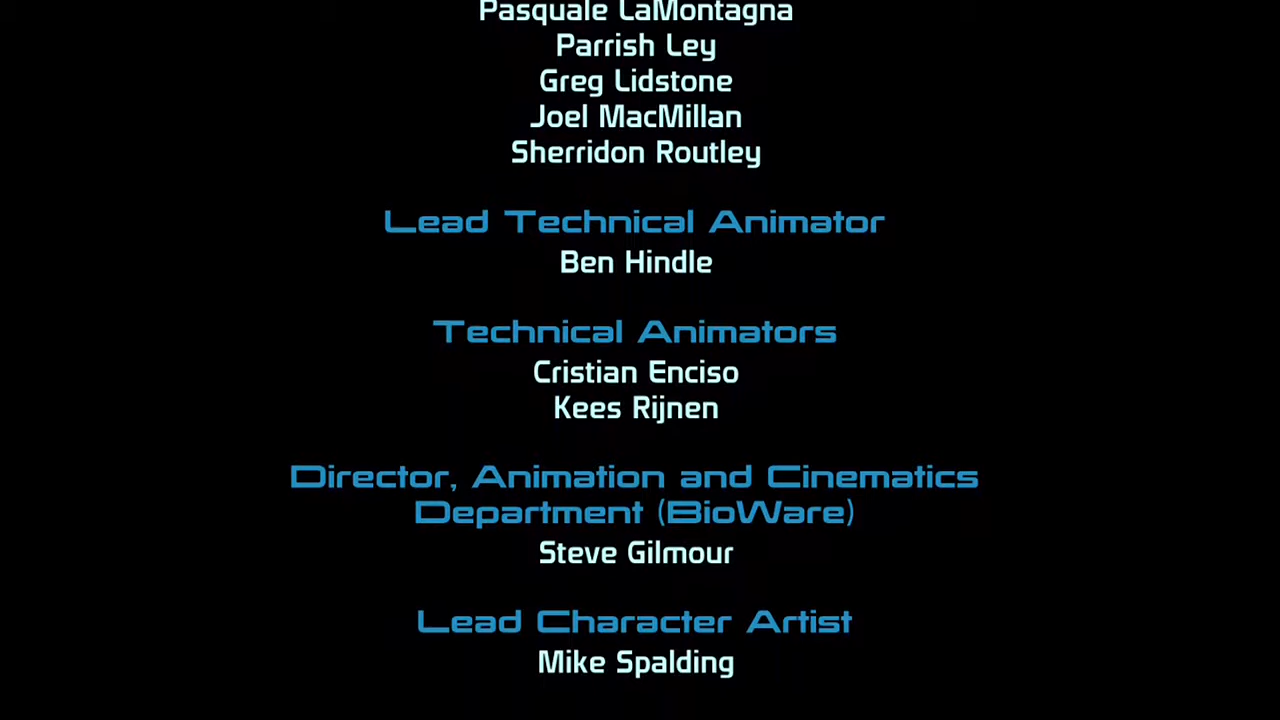 Pasquale LaMontagna
Parrish Ley
Greg Lidstone
Joel MacMillan
Sherridon Routley
Lead Technical Animator
Ben Hindle
Technical Animators
Cristian Enciso
Kees Rijnen
Director, Animation and Cinematics
Department (BioWare)
Steve Gilmour
Lead Character Artist
Mike Spalding